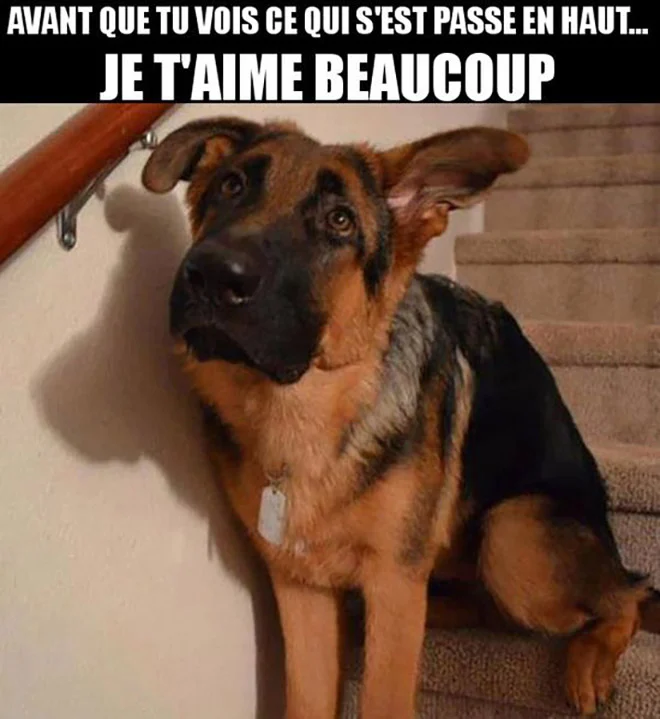 AVANT QUE TU VOIS CE QUI S'EST PASSE EN HAUT...
JE T'AIME BEAUCOUP